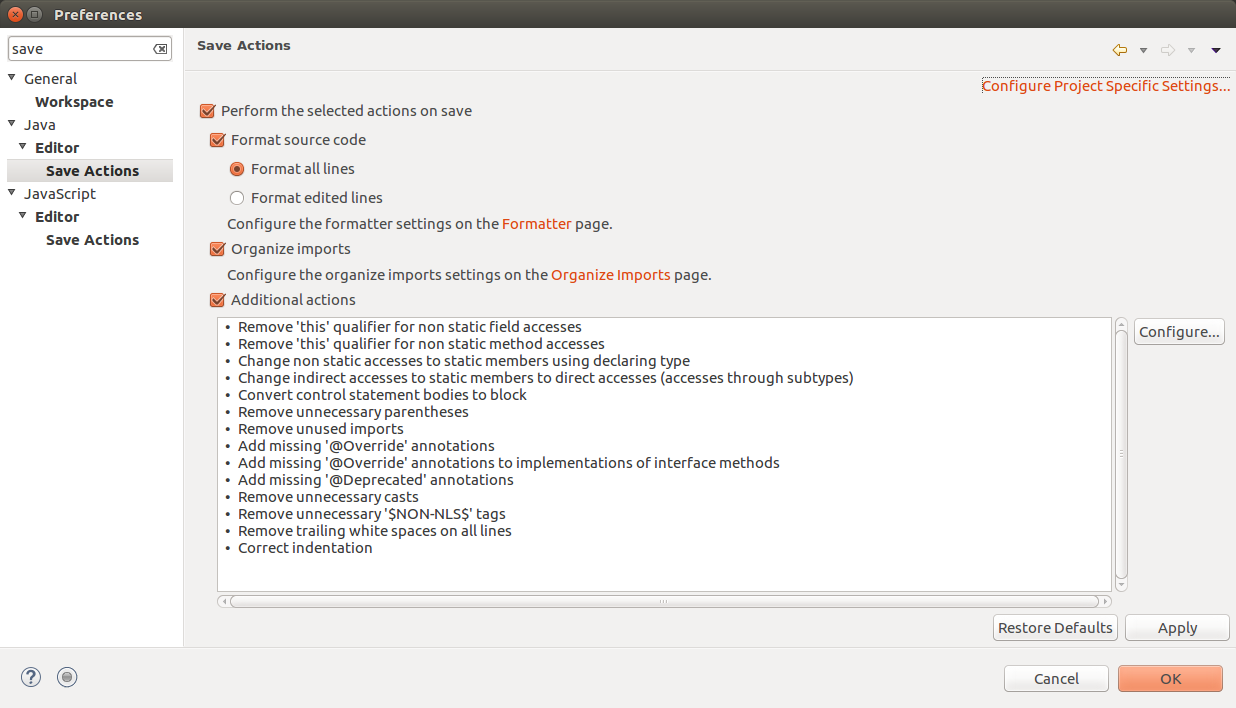 Preferences
save
General
Workspace
Java
Editor
Save Actions
JavaScript
Editor
Save Actions
Save Actions
Configure Project Specific Settings...
Perform the selected actions on save
Format source code
Format all lines
Format edited lines
Configure the formatter settings on the Formatter page.
Organize imports
Configure the organize imports settings on the Organize Imports page.
Additional actions
• Remove 'this' qualifier for non static field accesses
• Remove 'this' qualifier for non static method accesses
• Change non static accesses to static members using declaring type
• Change indirect accesses to static members to direct accesses (accesses through subtypes)
• Convert control statement bodies to block
• Remove unnecessary parentheses
• Remove unused imports
• Add missing '@Override' annotations
• Add missing '@Override' annotations to implementations of interface methods
• Add missing '@Deprecated' annotations
• Remove unnecessary casts
• Remove unnecessary '$NON-NLS$' tags
• Remove trailing white spaces on all lines
• Correct indentation
Configure...
Restore Defaults
Apply
?
Cancel
OK